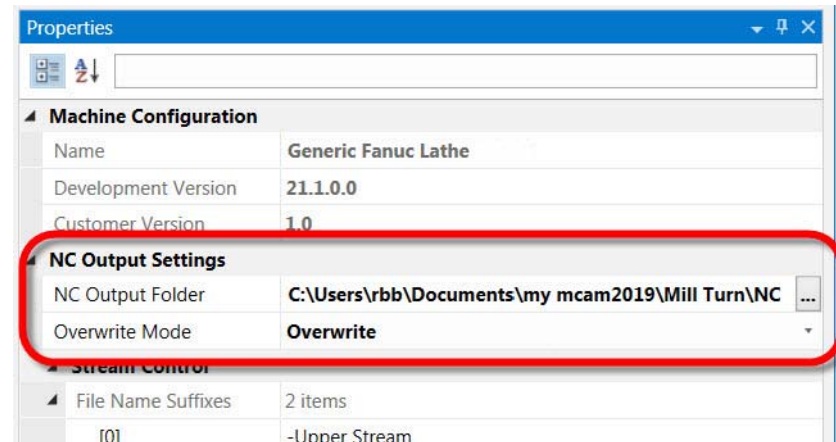 Properties
A
Z
Machine Configuration
Name Generic Fanuc Lathe
Development Version 21.1.0.0
Customer Version 1.0
NC Output Settings
NC Output Folder C:\Users\rbb\Documents\my mcam2019\Mill Turn\NC ...
Overwrite Mode Overwrite
Stream Control
File Name Suffixes 2 items
[0] -Upper Stream